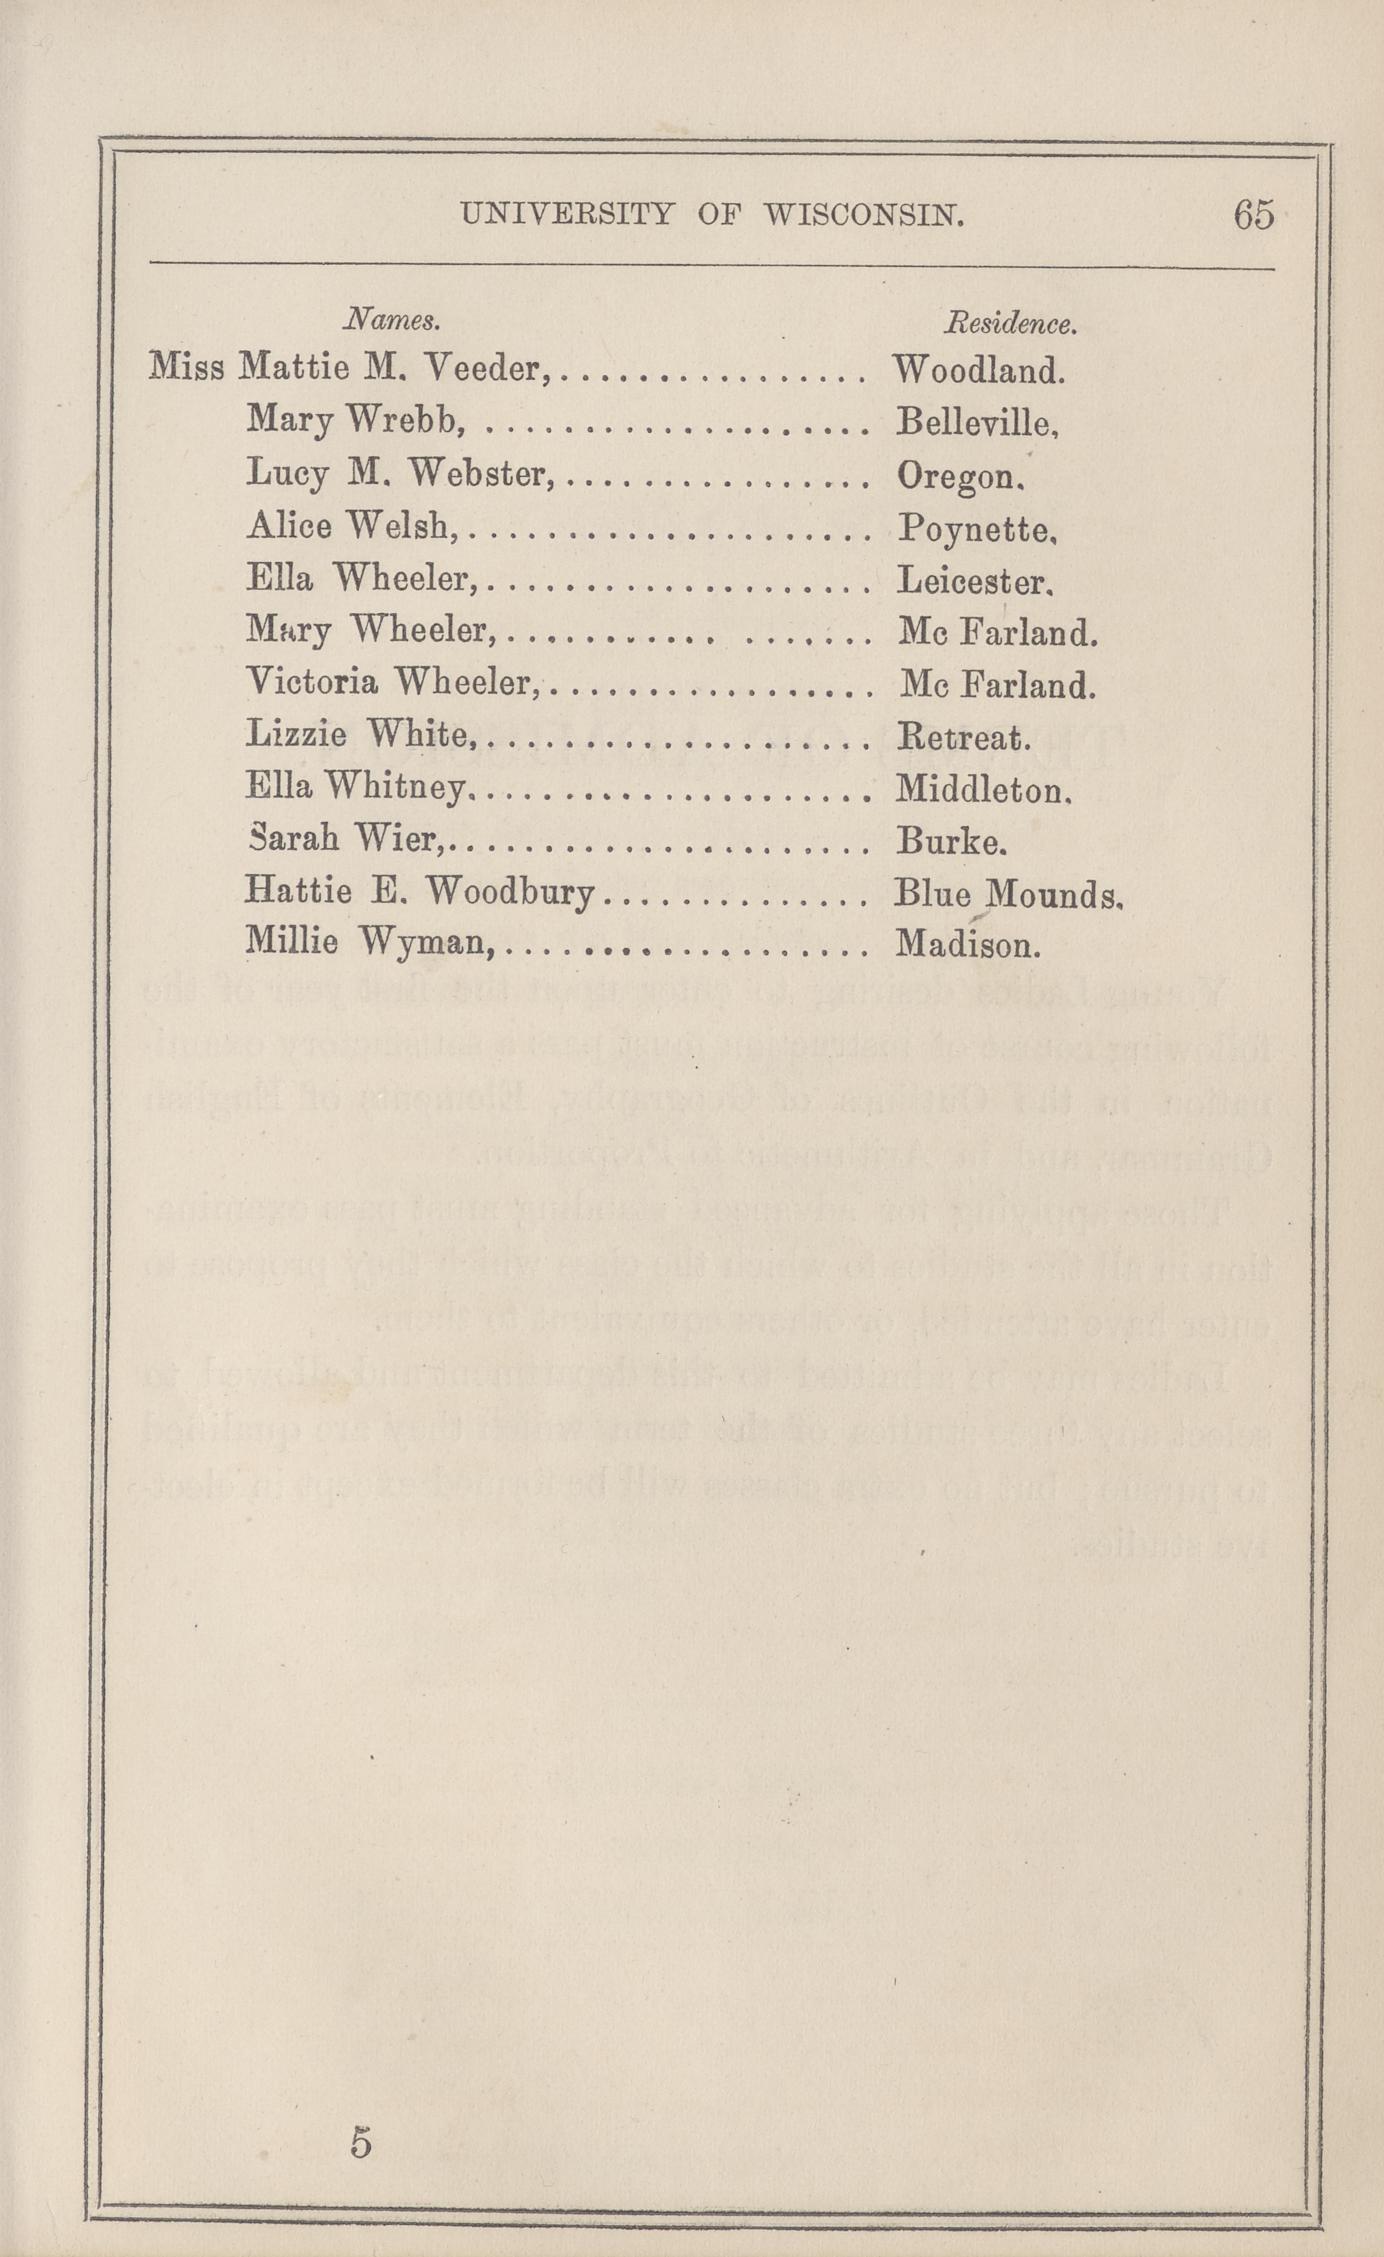 UNIVERSITY OF WISCONSIN. 65
Names. Residence.
Miss Mattie M. Veeder,................ Woodland.
Mary Wrebb, .................... Belleville,
Lucy M. Webster,................ Oregon.
Alice Welsh,..................... Poynette,
Ella Wheeler,.................... Leicester.
Mary Wheeler,........... ....... Mc Farland.
Victoria Wheeler,................. Mc Farland.
Lizzie White,.................... Retreat.
Ella Whitney..................... Middleton.
Sarah Wier,...................... Burke.
Hattie E. Woodbury.............. Blue Mounds.
Millie Wyman,................... Madison.
5